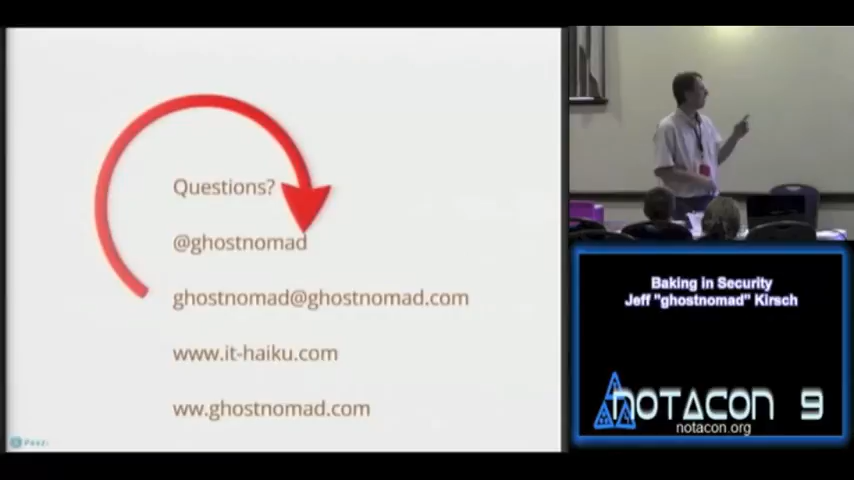 Questions?
@ghostnomad
ghostnomad@ghostnomad.com
www.it-haiku.com
ww.ghostnomad.com
Baking in Security
Jeff "ghostnomad" Kirsch
NOTACON 9
notacon.org